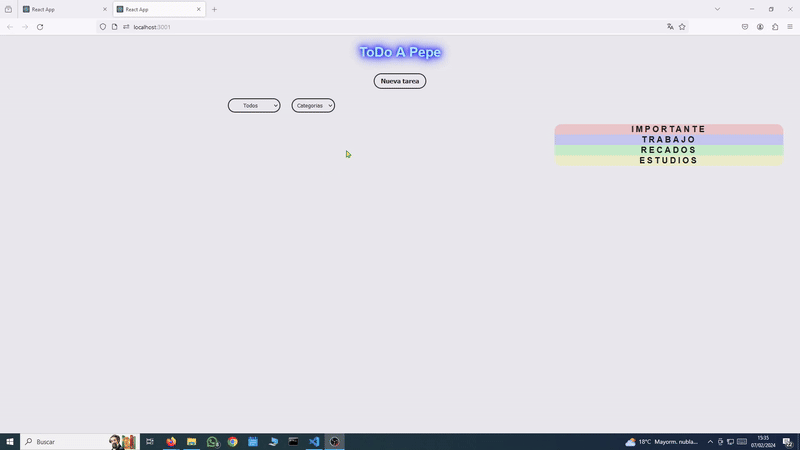 React App
React App
localhost:3001
ToDo A Pepe
Nueva tarea
Todos
Categorias
IMPORTANTE
TRABAJO
RECADOS
ESTUDIOS
Buscar
18°C Mayorm. nubla...
15:35
07/02/2024